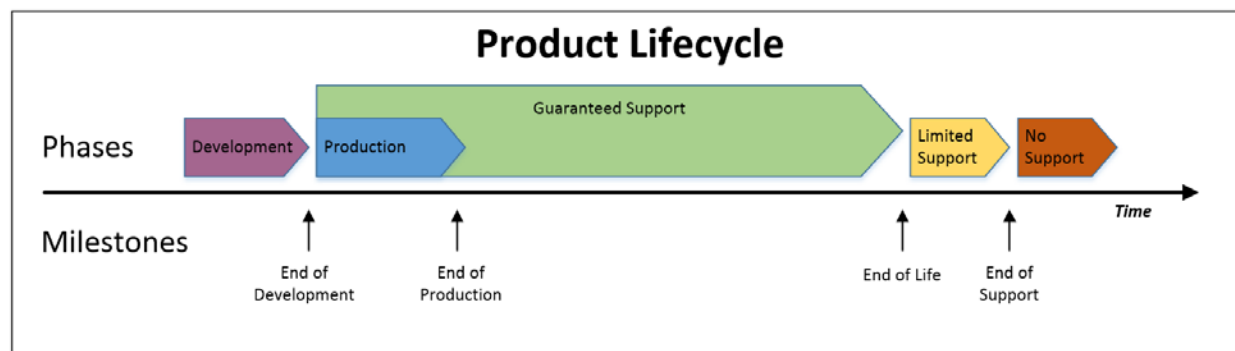 Product Lifecycle
Guaranteed Support
Phases
Development
Production
Limited
Support
No
Support
Time
Milestones
End of
Development
End of
Production
End of Life
End of
Support